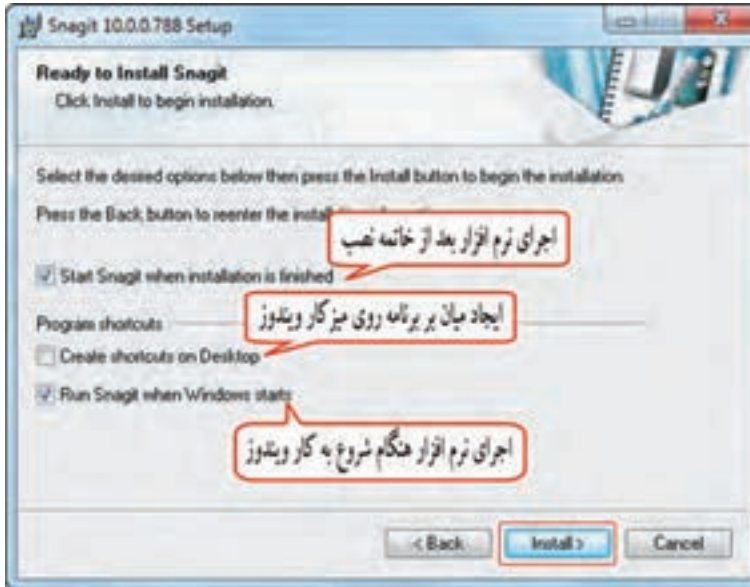 Snagit 10.0.0.788 Setup
Ready to Install Snagit
Click Install to begin installation.
Select the desired options below then press the Install button to begin the installation
Press the Back button to reenter the install
اجرای نرم افزار بعد از خاتمه نصب
Start Snagit when installation is finished
ایجاد میان بر برنامه روی میز کار ویندوز
Program shortcuts
Create shortcuts on Desktop
Run Snagit when Windows starts
اجرای نرم افزار هنگام شروع به کار ویندوز
< Back
Install >
Cancel